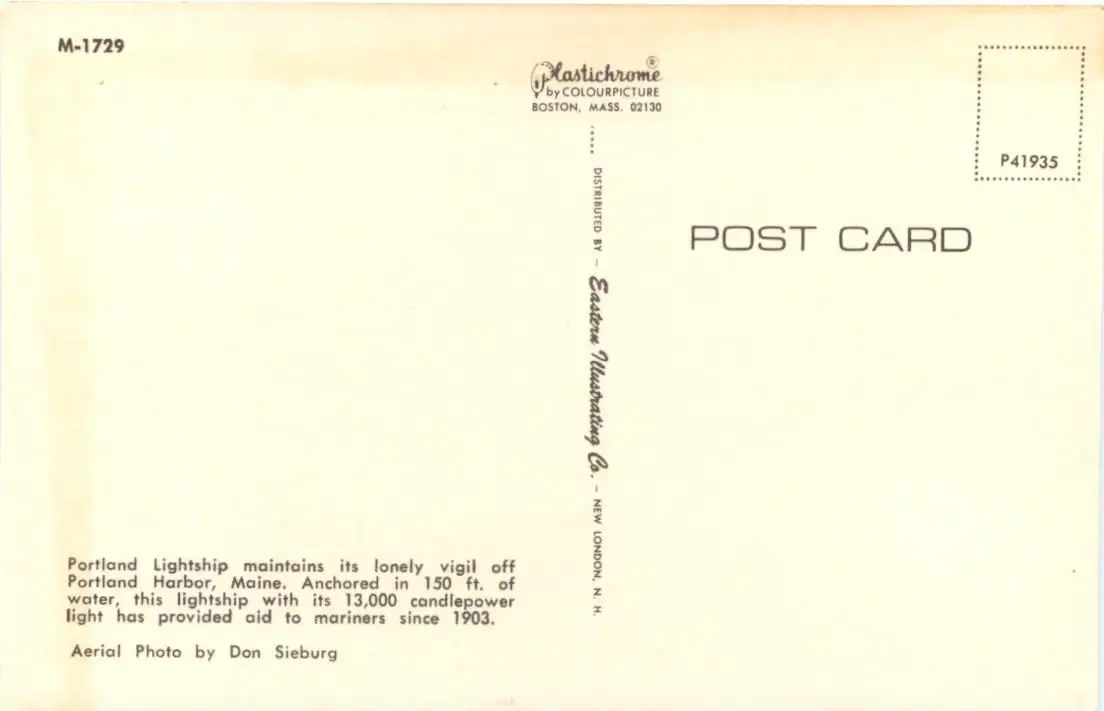 M-1729
Plastichrome ®
by COLOURPICTURE
BOSTON, MASS. 02130
P41935
POST CARD
DISTRIBUTED BY – Eastern Illustrating Co. – NEW LONDON, N. H.
Portland Lightship maintains its lonely vigil off
Portland Harbor, Maine. Anchored in 150 ft. of
water, this lightship with its 13,000 candlepower
light has provided aid to mariners since 1903.
Aerial Photo by Don Sieburg